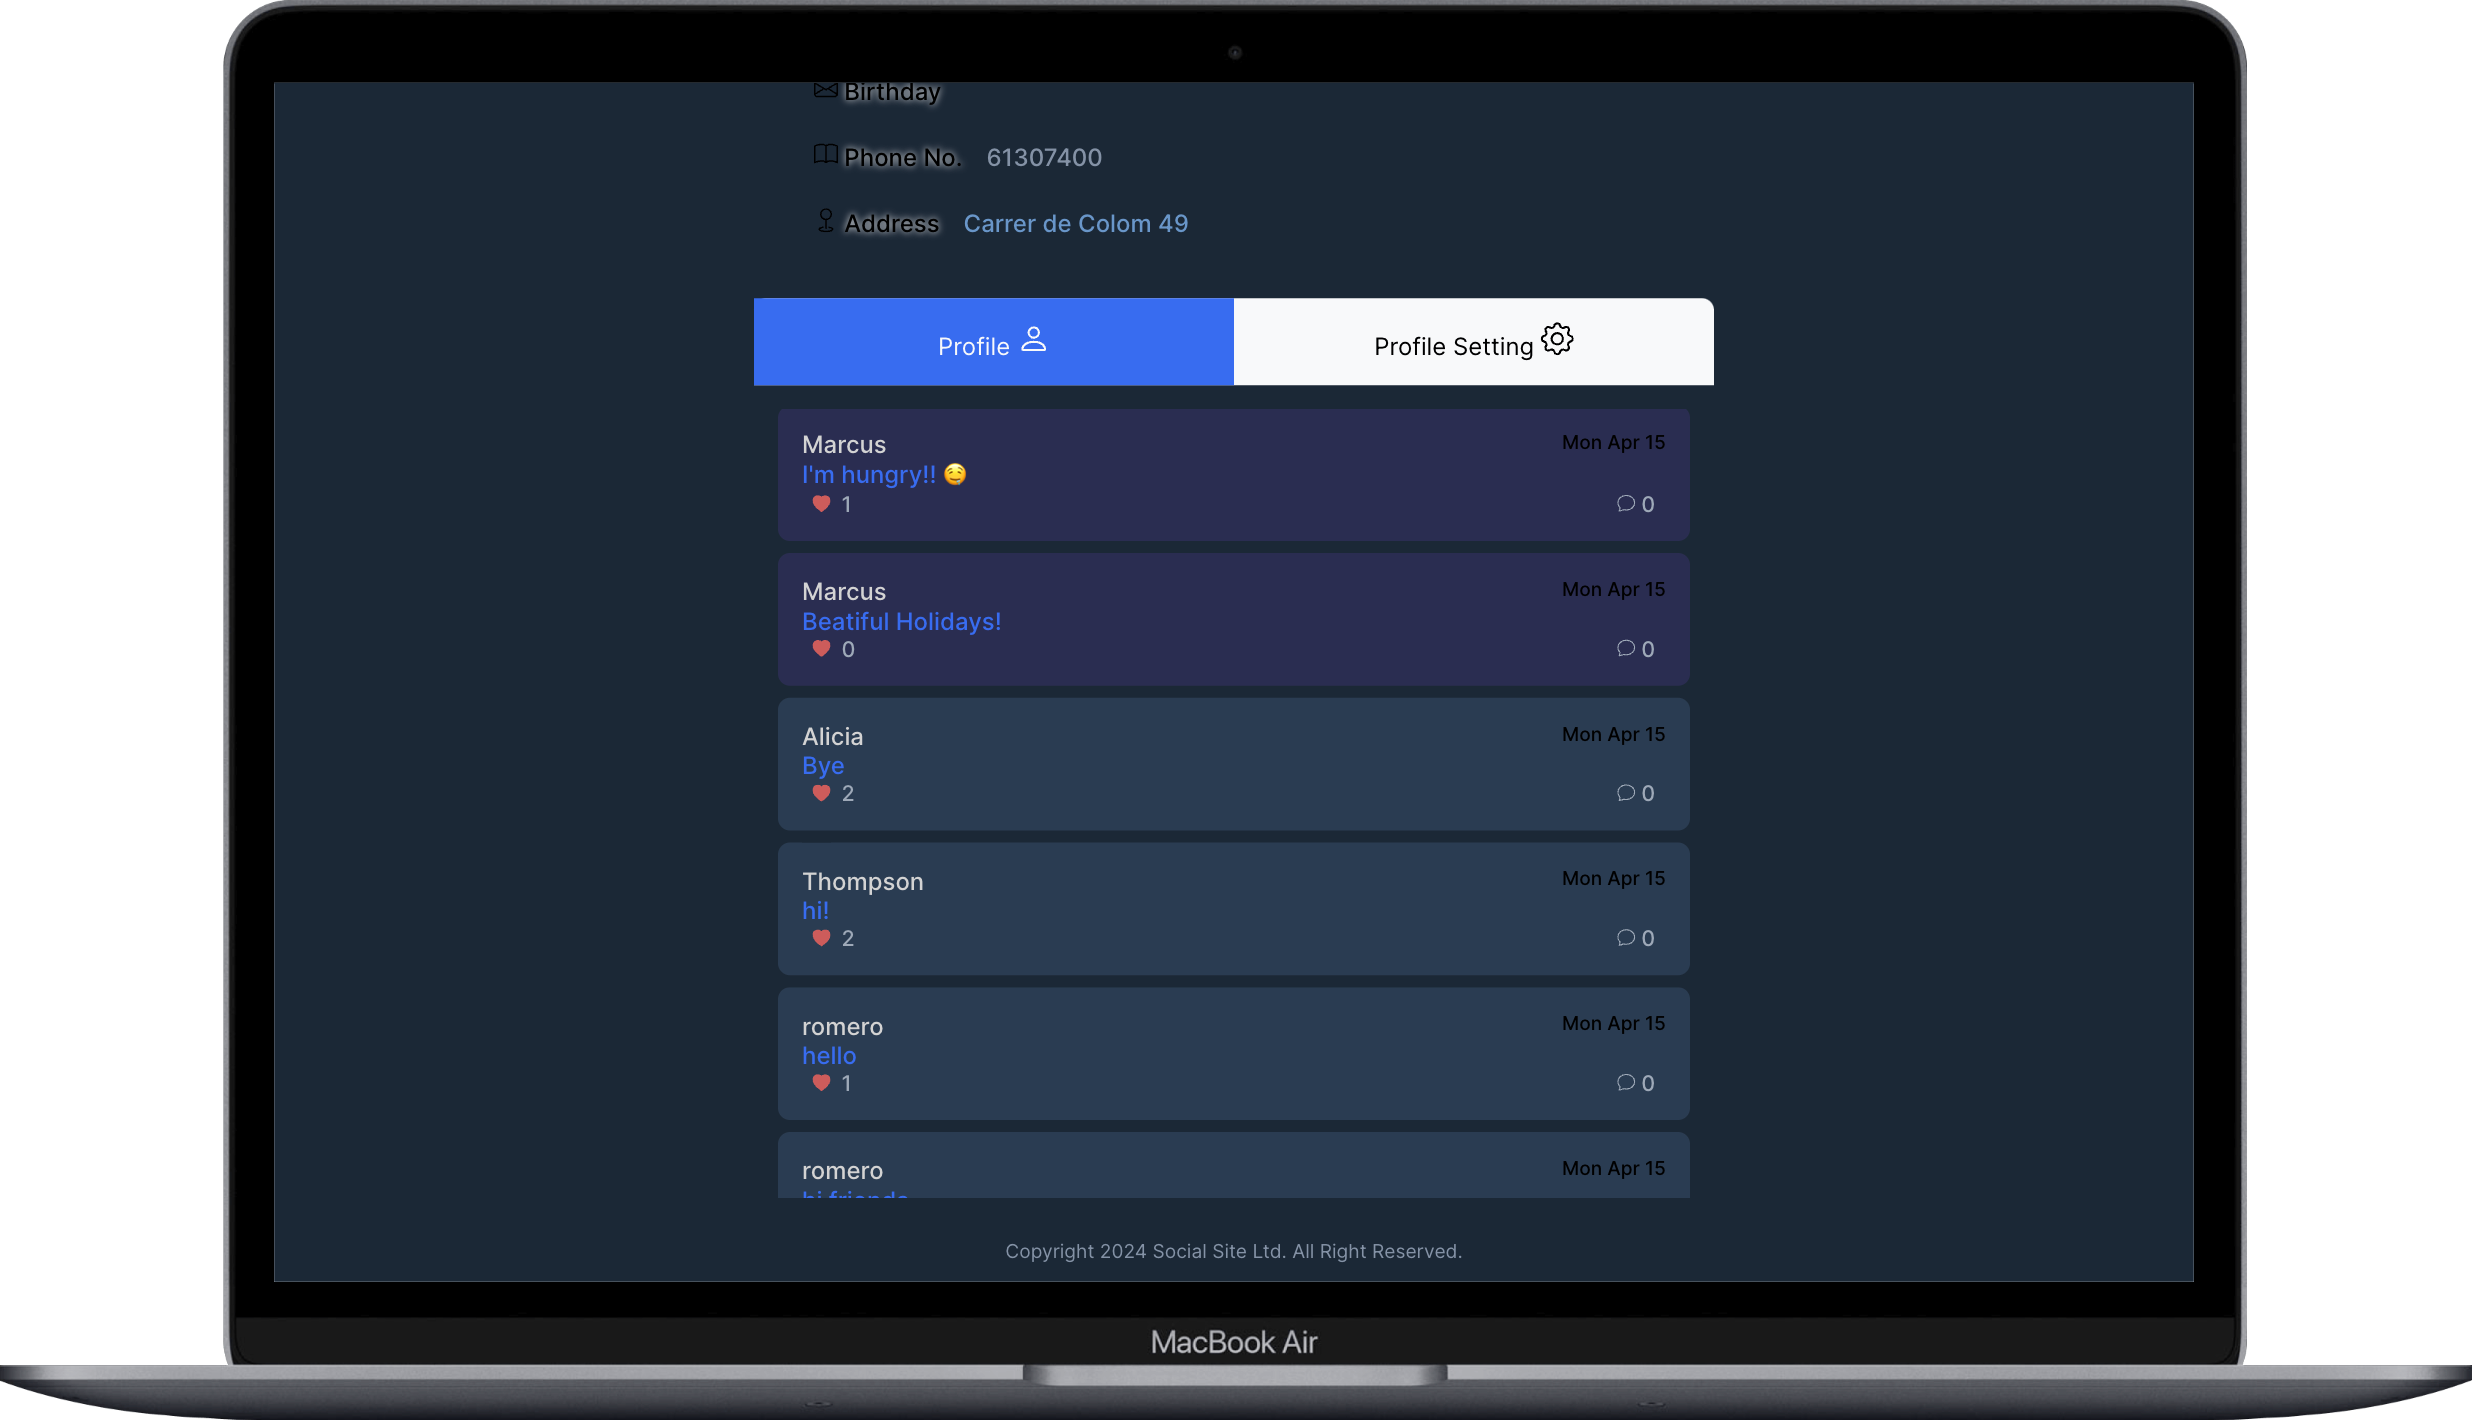 Birthday
Phone No. 61307400
Address Carrer de Colom 49
Profile Profile Setting
Marcus Mon Apr 15
I'm hungry!! 🤤
1 0
Marcus Mon Apr 15
Beatiful Holidays!
0 0
Alicia Mon Apr 15
Bye
2 0
Thompson Mon Apr 15
hi!
2 0
romero Mon Apr 15
hello
1 0
romero Mon Apr 15
hi friends
Copyright 2024 Social Site Ltd. All Right Reserved.
MacBook Air